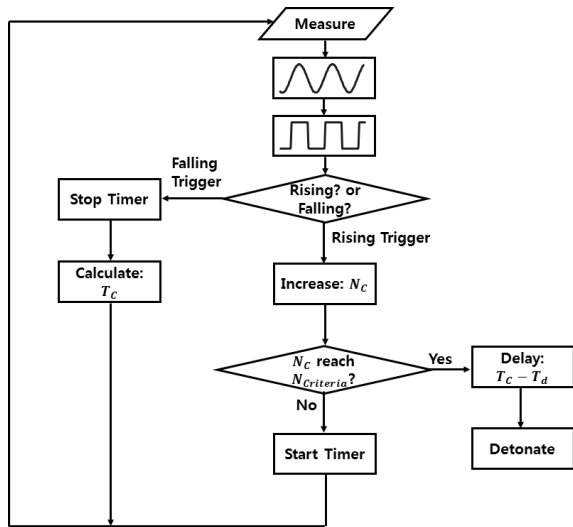 Measure
Falling
Trigger
Rising? or
Falling?
Stop Timer
Rising Trigger
Calculate:
T_C
Increase: N_C
N_C reach
N_Criteria?
Yes
Delay:
T_C − T_d
No
Start Timer
Detonate